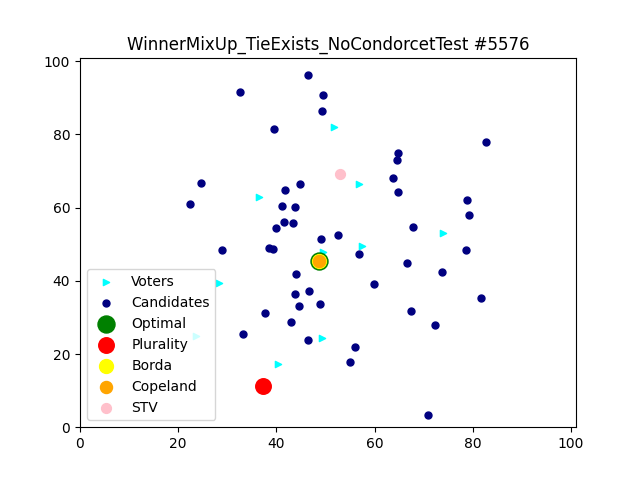 WinnerMixUp_TieExists_NoCondorcetTest #5576
100
80
60
40
20
0
Voters
Candidates
Optimal
Plurality
Borda
Copeland
STV
0 20 40 60 80 100